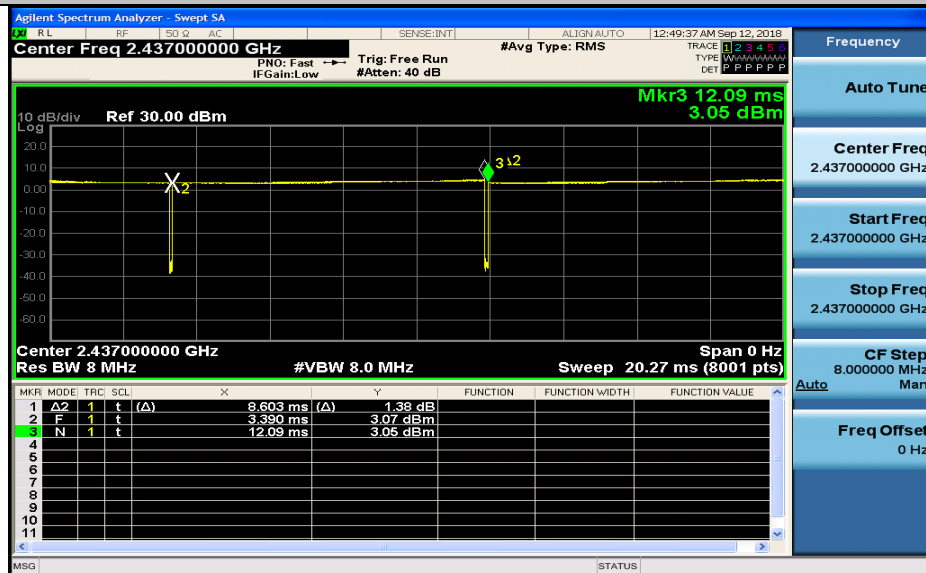 Agilent Spectrum Analyzer - Swept SA
LXI RL RF 50 Ω AC SENSE:INT ALIGN AUTO 12:49:37 AM Sep 12, 2018
Center Freq 2.437000000 GHz #Avg Type: RMS TRACE 1 2 3 4 5 6
PNO: Fast Trig: Free Run TYPE WWWWWW
IFGain:Low #Atten: 40 dB DET P P P P P P
Mkr3 12.09 ms
10 dB/div Ref 30.00 dBm 3.05 dBm
Log
20.0
10.0
0.00
-10.0
-20.0
-30.0
-40.0
-50.0
-60.0
2
3
Δ2
Center 2.437000000 GHz Span 0 Hz
Res BW 8 MHz #VBW 8.0 MHz Sweep 20.27 ms (8001 pts)
MKR MODE TRC SCL X Y FUNCTION FUNCTION WIDTH FUNCTION VALUE
1 Δ2 1 t (Δ) 8.603 ms (Δ) 1.38 dB
2 F 1 t 3.390 ms 3.07 dBm
3 N 1 t 12.09 ms 3.05 dBm
4
5
6
7
8
9
10
11
MSG STATUS
Frequency
Auto Tune
Center Freq
2.437000000 GHz
Start Freq
2.437000000 GHz
Stop Freq
2.437000000 GHz
CF Step
8.000000 MHz
Auto Man
Freq Offset
0 Hz